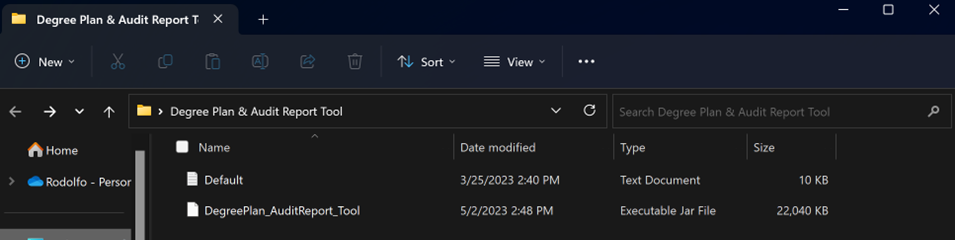 Degree Plan & Audit Report T
New Sort View
Degree Plan & Audit Report Tool Search Degree Plan & Audit Report Tool
Home
Rodolfo - Persor
Name Date modified Type Size
Default 3/25/2023 2:40 PM Text Document 10 KB
DegreePlan_AuditReport_Tool 5/2/2023 2:48 PM Executable Jar File 22,040 KB